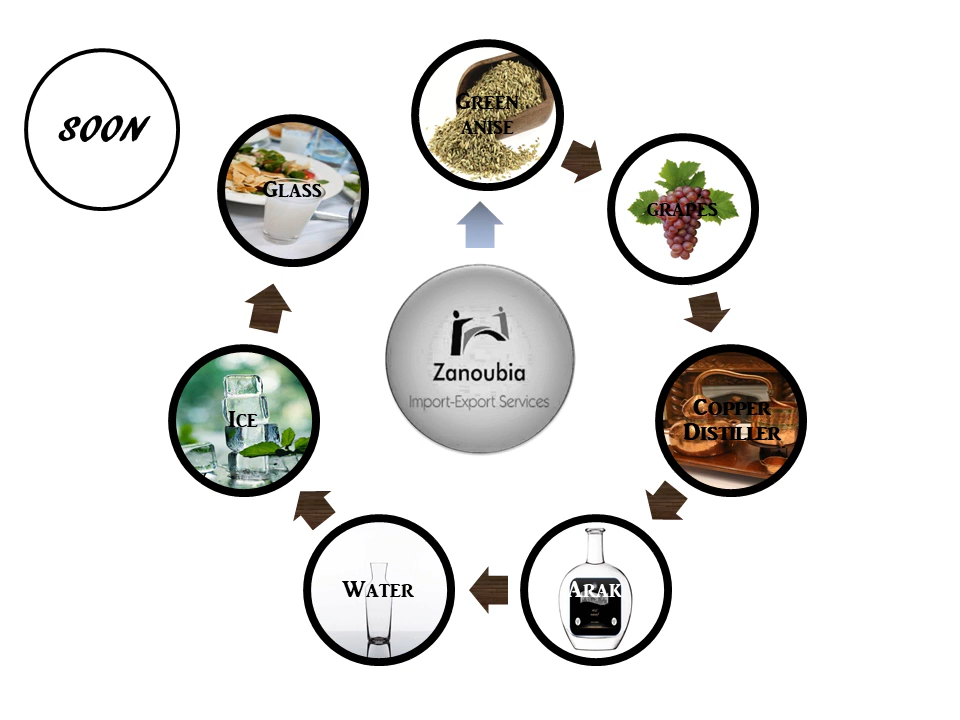 SOON
GREEN
ANISE
GRAPES
COPPER
DISTILLER
ARAK
WATER
ICE
GLASS
Zanoubia
Import-Export Services